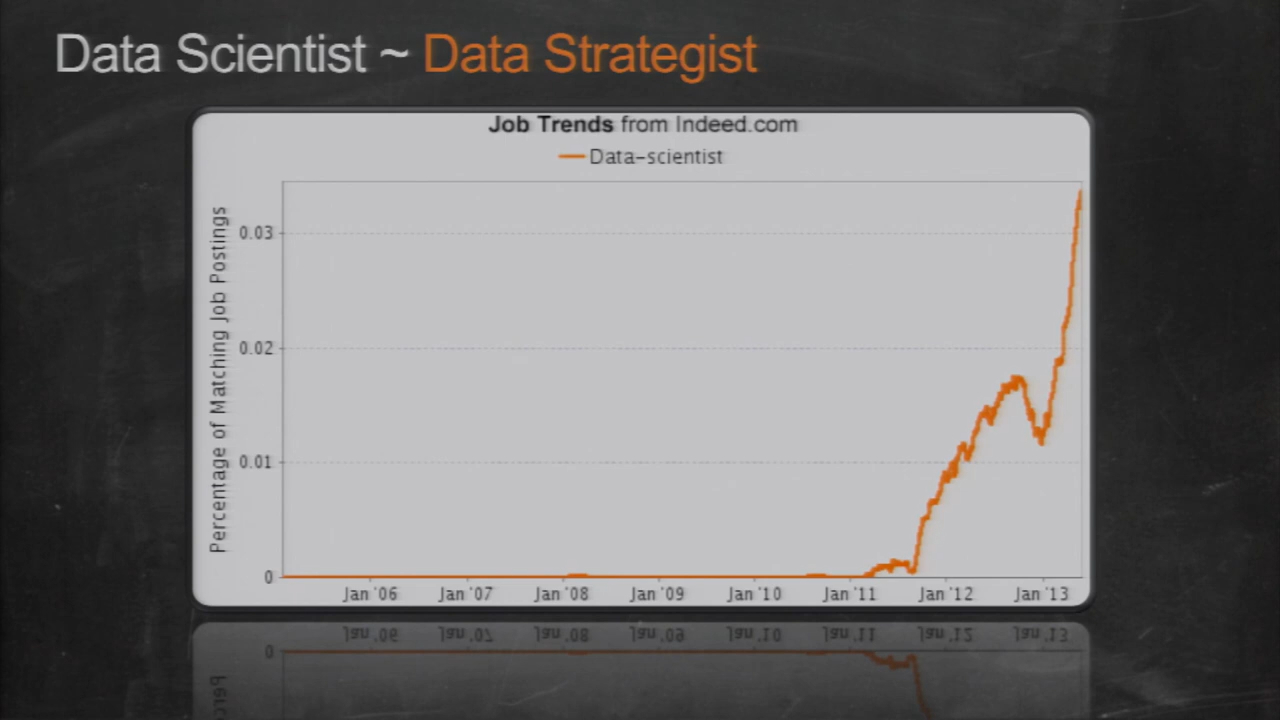 Data Scientist ~ Data Strategist
Job Trends from Indeed.com
Data-scientist
Percentage of Matching Job Postings
0.03
0.02
0.01
0
Jan '06 Jan '07 Jan '08 Jan '09 Jan '10 Jan '11 Jan '12 Jan '13